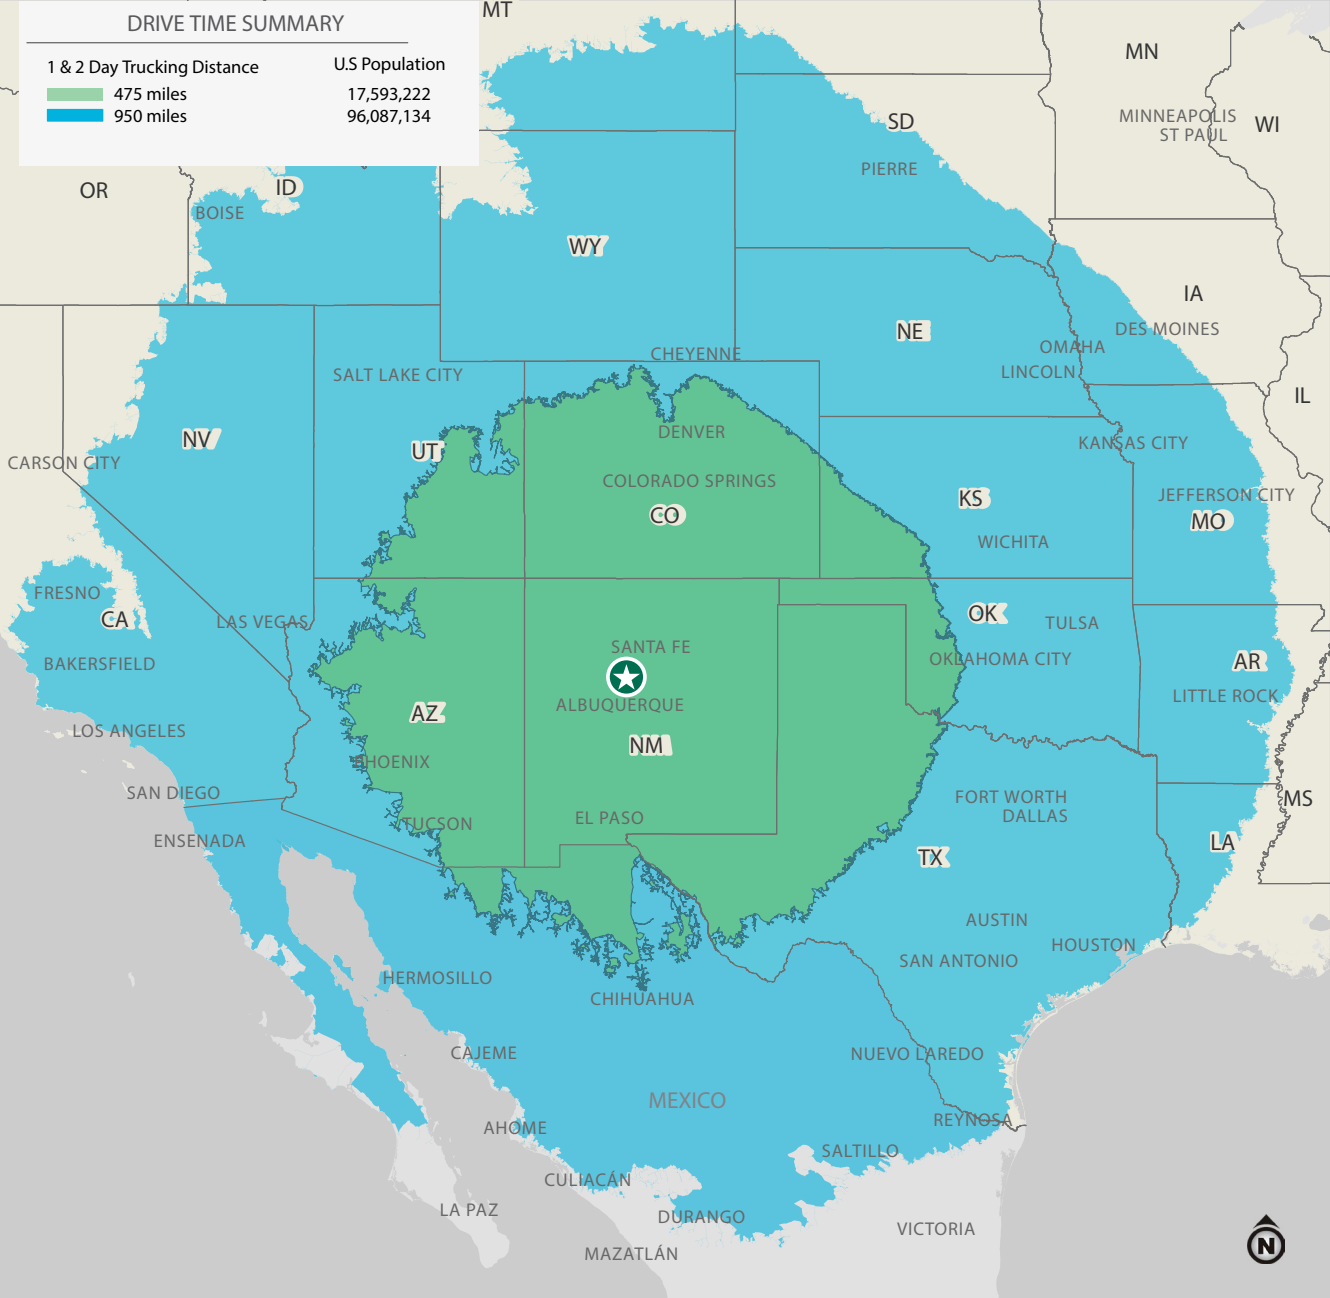 MT
DRIVE TIME SUMMARY
1 & 2 Day Trucking Distance U.S Population
475 miles 17,593,222
950 miles 96,087,134
MN
MINNEAPOLIS
ST PAUL
WI
SD
PIERRE
OR
ID
BOISE
WY
IA
DES MOINES
NE
OMAHA
LINCOLN
CHEYENNE
SALT LAKE CITY
IL
NV
UT
DENVER
KANSAS CITY
CARSON CITY
COLORADO SPRINGS
CO
KS
JEFFERSON CITY
MO
WICHITA
FRESNO
CA
LAS VEGAS
OK
TULSA
SANTA FE
BAKERSFIELD
OKLAHOMA CITY
AR
LITTLE ROCK
ALBUQUERQUE
AZ
NM
LOS ANGELES
PHOENIX
SAN DIEGO
FORT WORTH
DALLAS
MS
TUCSON
EL PASO
ENSENADA
TX
LA
AUSTIN
HOUSTON
SAN ANTONIO
HERMOSILLO
CHIHUAHUA
CAJEME
NUEVO LAREDO
MEXICO
AHOME
REYNOSA
SALTILLO
CULIACÁN
LA PAZ
DURANGO
VICTORIA
MAZATLÁN
N